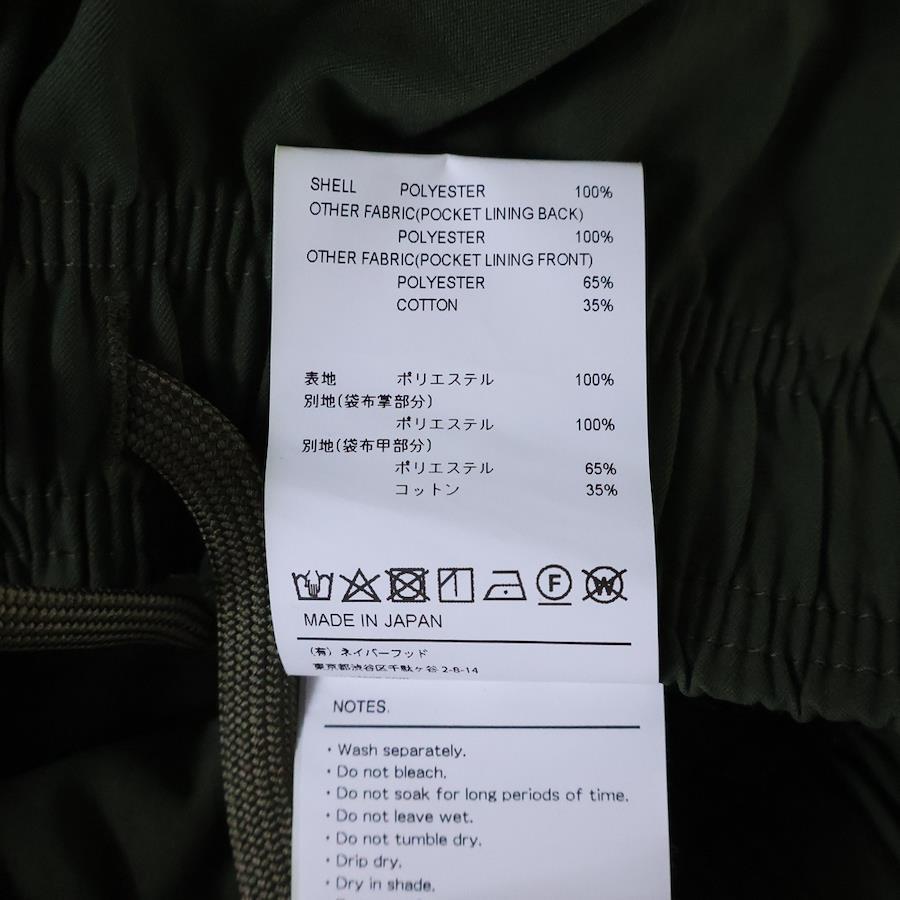 SHELL POLYESTER 100%
OTHER FABRIC(POCKET LINING BACK)
POLYESTER 100%
OTHER FABRIC(POCKET LINING FRONT)
POLYESTER 65%
COTTON 35%
表地 ポリエステル 100%
別地(袋布掌部分)
ポリエステル 100%
別地(袋布甲部分)
ポリエステル 65%
コットン 35%
F W
MADE IN JAPAN
(有) ネイバーフッド
東京都渋谷区千駄ヶ谷 2-8-14
NOTES.
・Wash separately.
・Do not bleach.
・Do not soak for long periods of time.
・Do not leave wet.
・Do not tumble dry.
・Drip dry.
・Dry in shade.